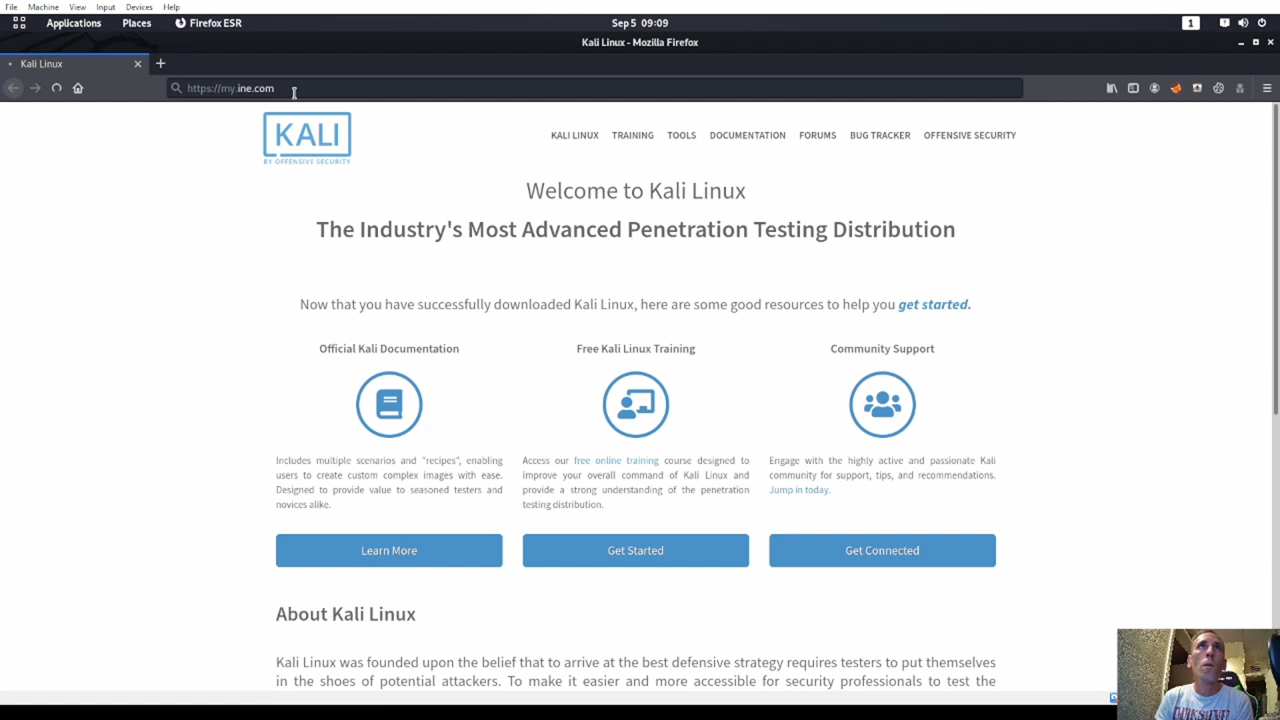 File Machine View Input Devices Help
Applications Places Firefox ESR Sep 5 09:09 1
Kali Linux - Mozilla Firefox
Kali Linux
https://my.ine.com
KALI
BY OFFENSIVE SECURITY
KALI LINUX TRAINING TOOLS DOCUMENTATION FORUMS BUG TRACKER OFFENSIVE SECURITY
Welcome to Kali Linux
The Industry's Most Advanced Penetration Testing Distribution
Now that you have successfully downloaded Kali Linux, here are some good resources to help you get started.
Official Kali Documentation
Includes multiple scenarios and "recipes", enabling
users to create custom complex images with ease.
Designed to provide value to seasoned testers and
novices alike.
Learn More
Free Kali Linux Training
Access our free online training course designed to
improve your overall command of Kali Linux and
provide a strong understanding of the penetration
testing distribution.
Get Started
Community Support
Engage with the highly active and passionate Kali
community for support, tips, and recommendations.
Jump in today.
Get Connected
About Kali Linux
Kali Linux was founded upon the belief that to arrive at the best defensive strategy requires testers to put themselves
in the shoes of potential attackers. To make it easier and more accessible for security professionals to test the